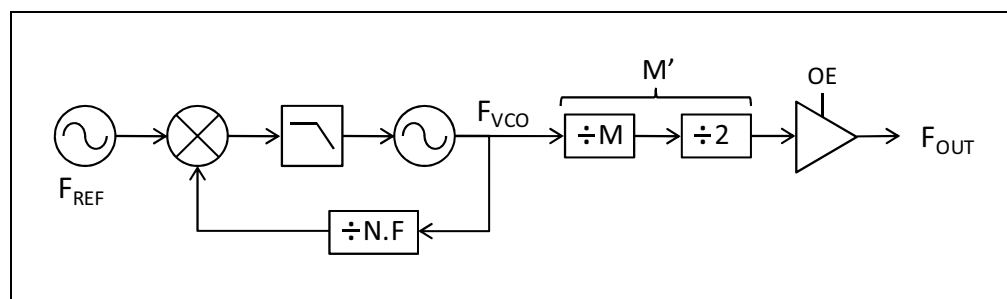 M’
OE
F_VCO
÷M
÷2
F_OUT
F_REF
÷N.F